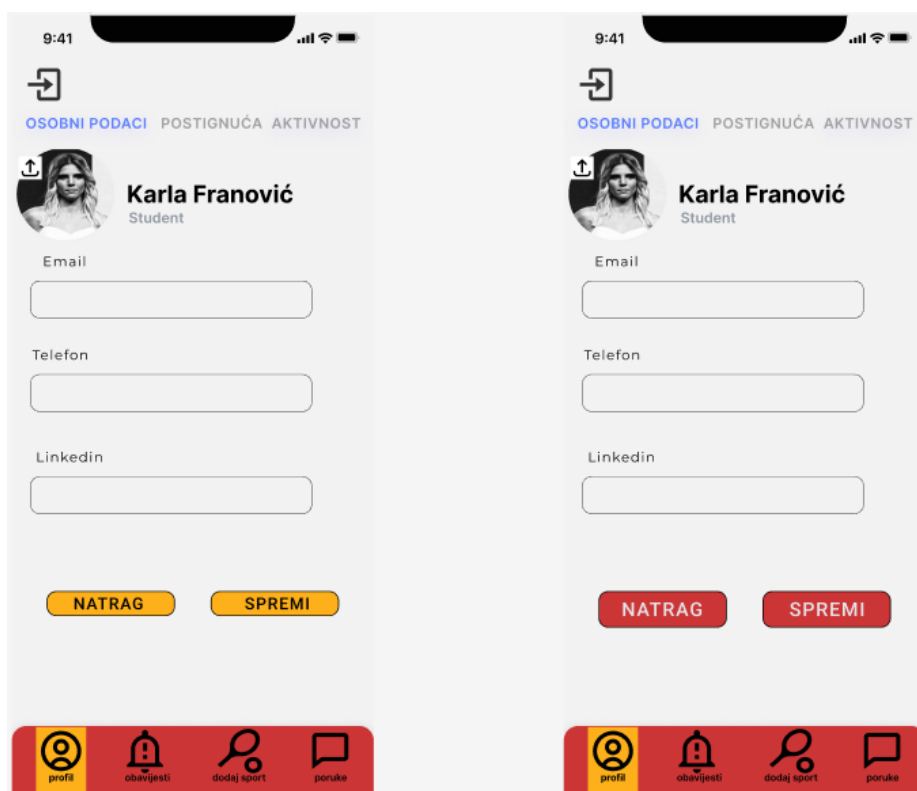 9:41
OSOBNI PODACI POSTIGNUĆA AKTIVNOST
Karla Franović
Student
Email
Telefon
Linkedin
NATRAG SPREMI
profil obavijesti dodaj sport poruke
9:41
OSOBNI PODACI POSTIGNUĆA AKTIVNOST
Karla Franović
Student
Email
Telefon
Linkedin
NATRAG SPREMI
profil obavijesti dodaj sport poruke